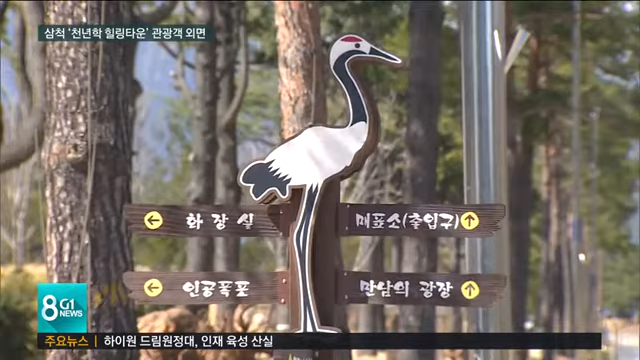 삼척 '천년학 힐링타운' 관광객 외면
화 장 실
매표소(출입구)
인공폭포
만남의 광장
8 G1 NEWS
주요뉴스 하이원 드림원정대, 인재 육성 산실